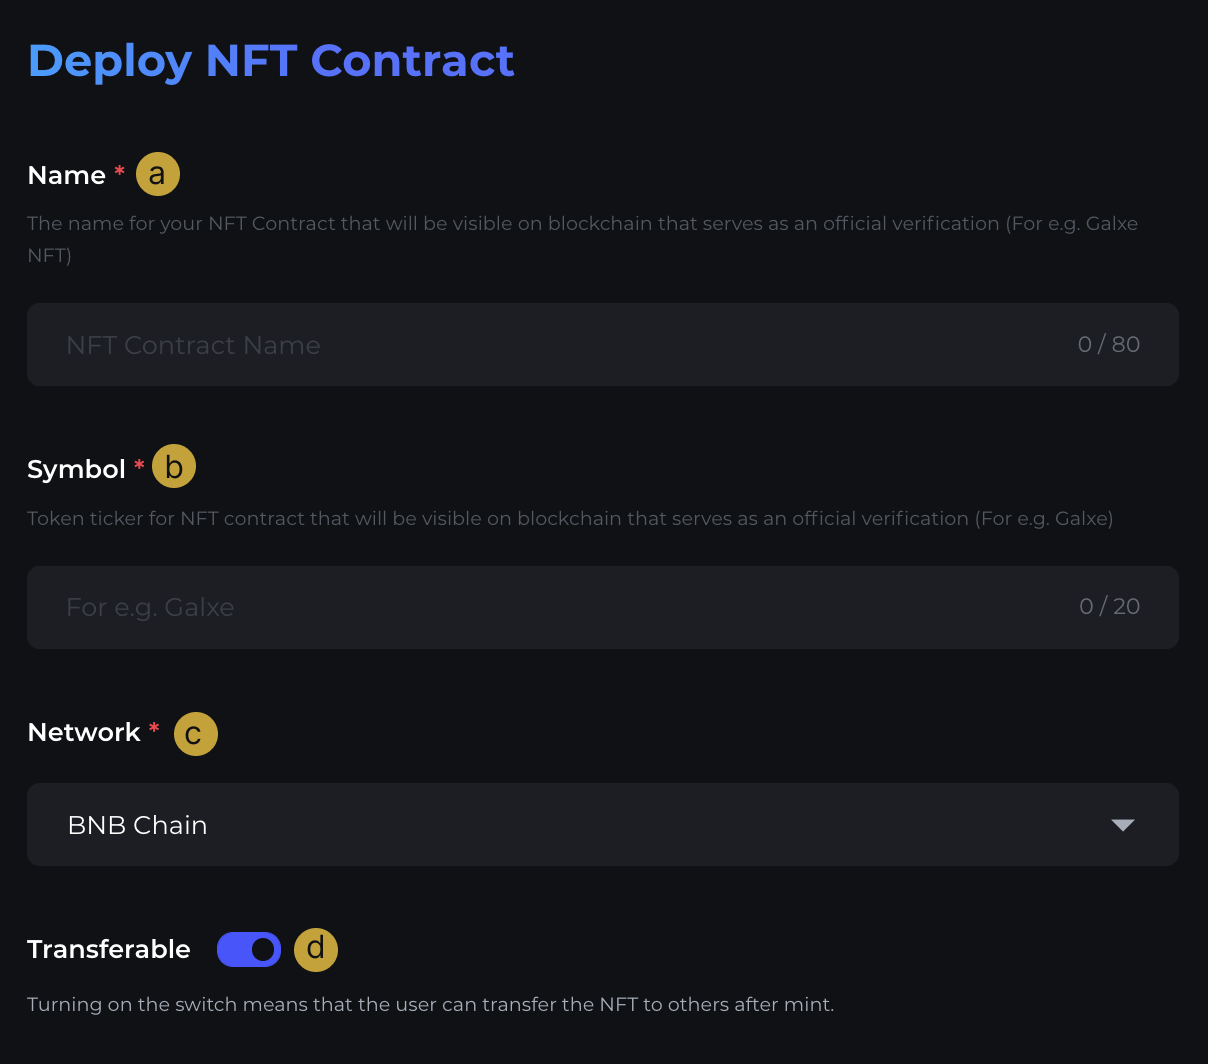 Deploy NFT Contract
Name * a
The name for your NFT Contract that will be visible on blockchain that serves as an official verification (For e.g. Galxe
NFT)
NFT Contract Name 0 / 80
Symbol * b
Token ticker for NFT contract that will be visible on blockchain that serves as an official verification (For e.g. Galxe)
For e.g. Galxe 0 / 20
Network * c
BNB Chain
Transferable d
Turning on the switch means that the user can transfer the NFT to others after mint.